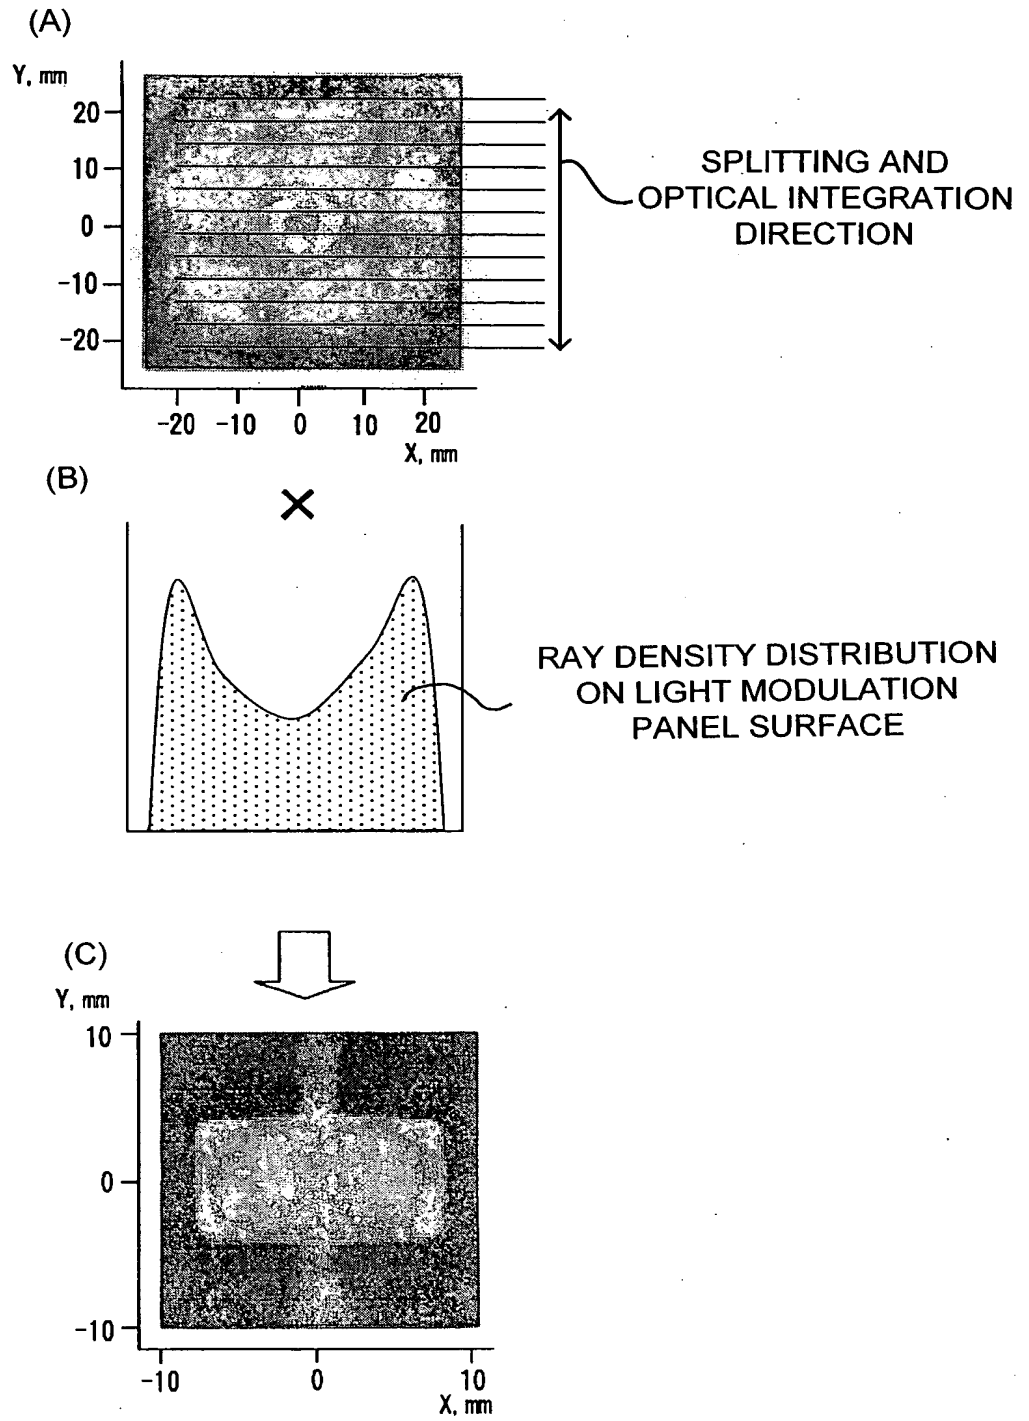 (A)
Y, mm
20
10
0
-10
-20
-20 -10 0 10 20
X, mm
SPLITTING AND
OPTICAL INTEGRATION
DIRECTION
(B)
×
RAY DENSITY DISTRIBUTION
ON LIGHT MODULATION
PANEL SURFACE
(C)
Y, mm
10
0
-10
-10 0 10
X, mm